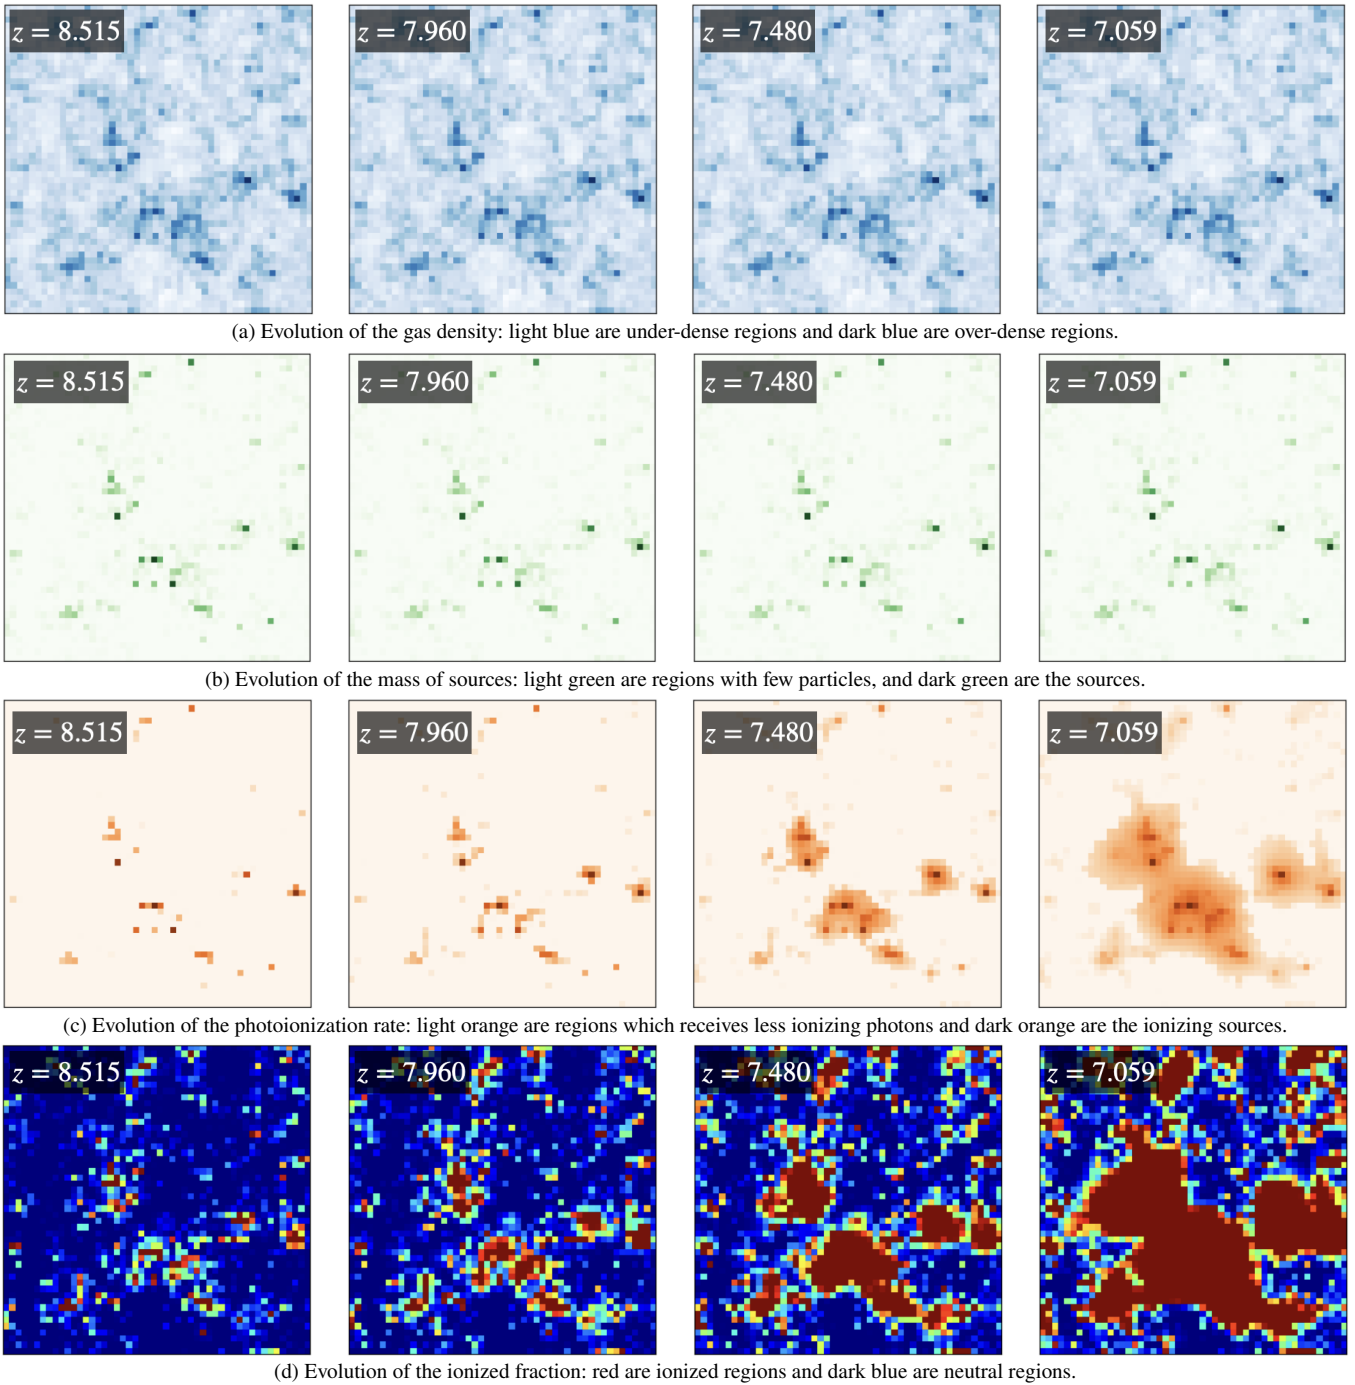 z = 8.515
z = 7.960
z = 7.480
z = 7.059
(a) Evolution of the gas density: light blue are under-dense regions and dark blue are over-dense regions.
z = 8.515
z = 7.960
z = 7.480
z = 7.059
(b) Evolution of the mass of sources: light green are regions with few particles, and dark green are the sources.
z = 8.515
z = 7.960
z = 7.480
z = 7.059
(c) Evolution of the photoionization rate: light orange are regions which receives less ionizing photons and dark orange are the ionizing sources.
z = 8.515
z = 7.960
z = 7.480
z = 7.059
(d) Evolution of the ionized fraction: red are ionized regions and dark blue are neutral regions.